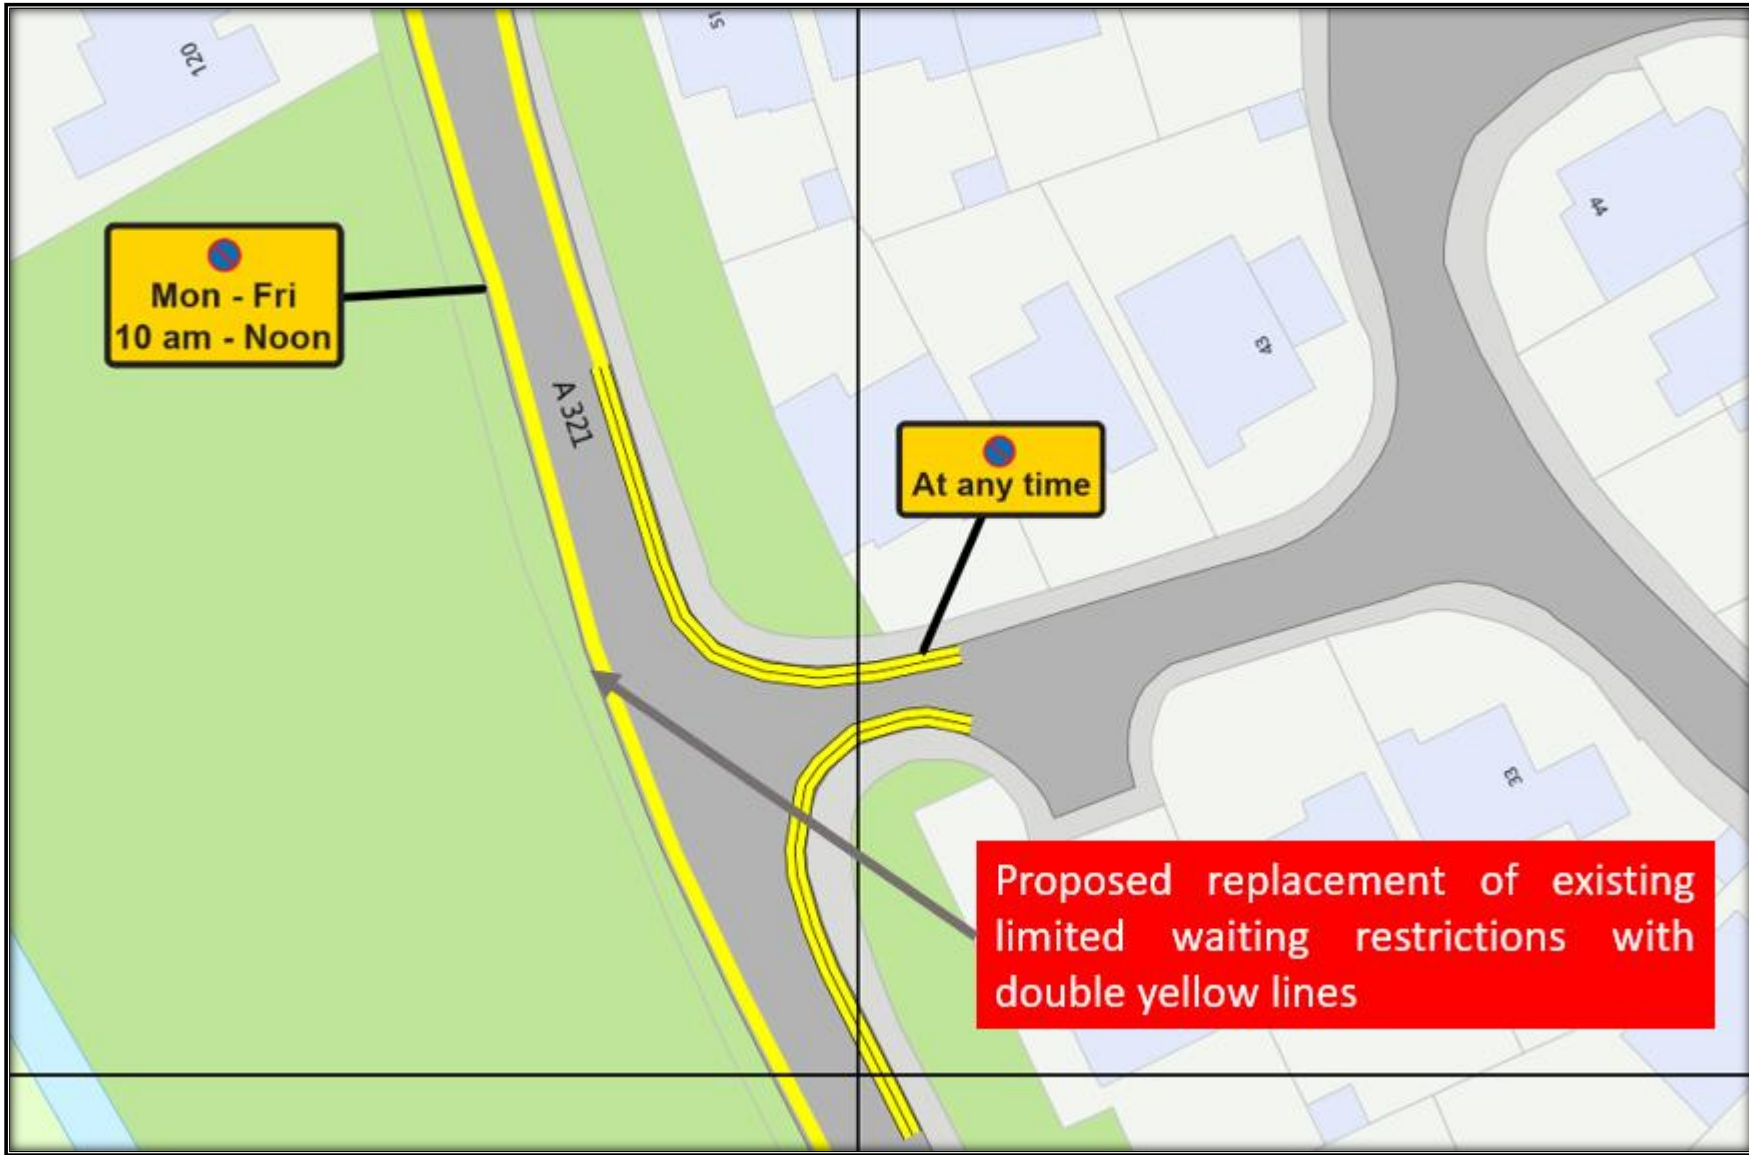 120
51
44
Mon - Fri
10 am - Noon
43
A 321
At any time
33
Proposed replacement of existing
limited waiting restrictions with
double yellow lines